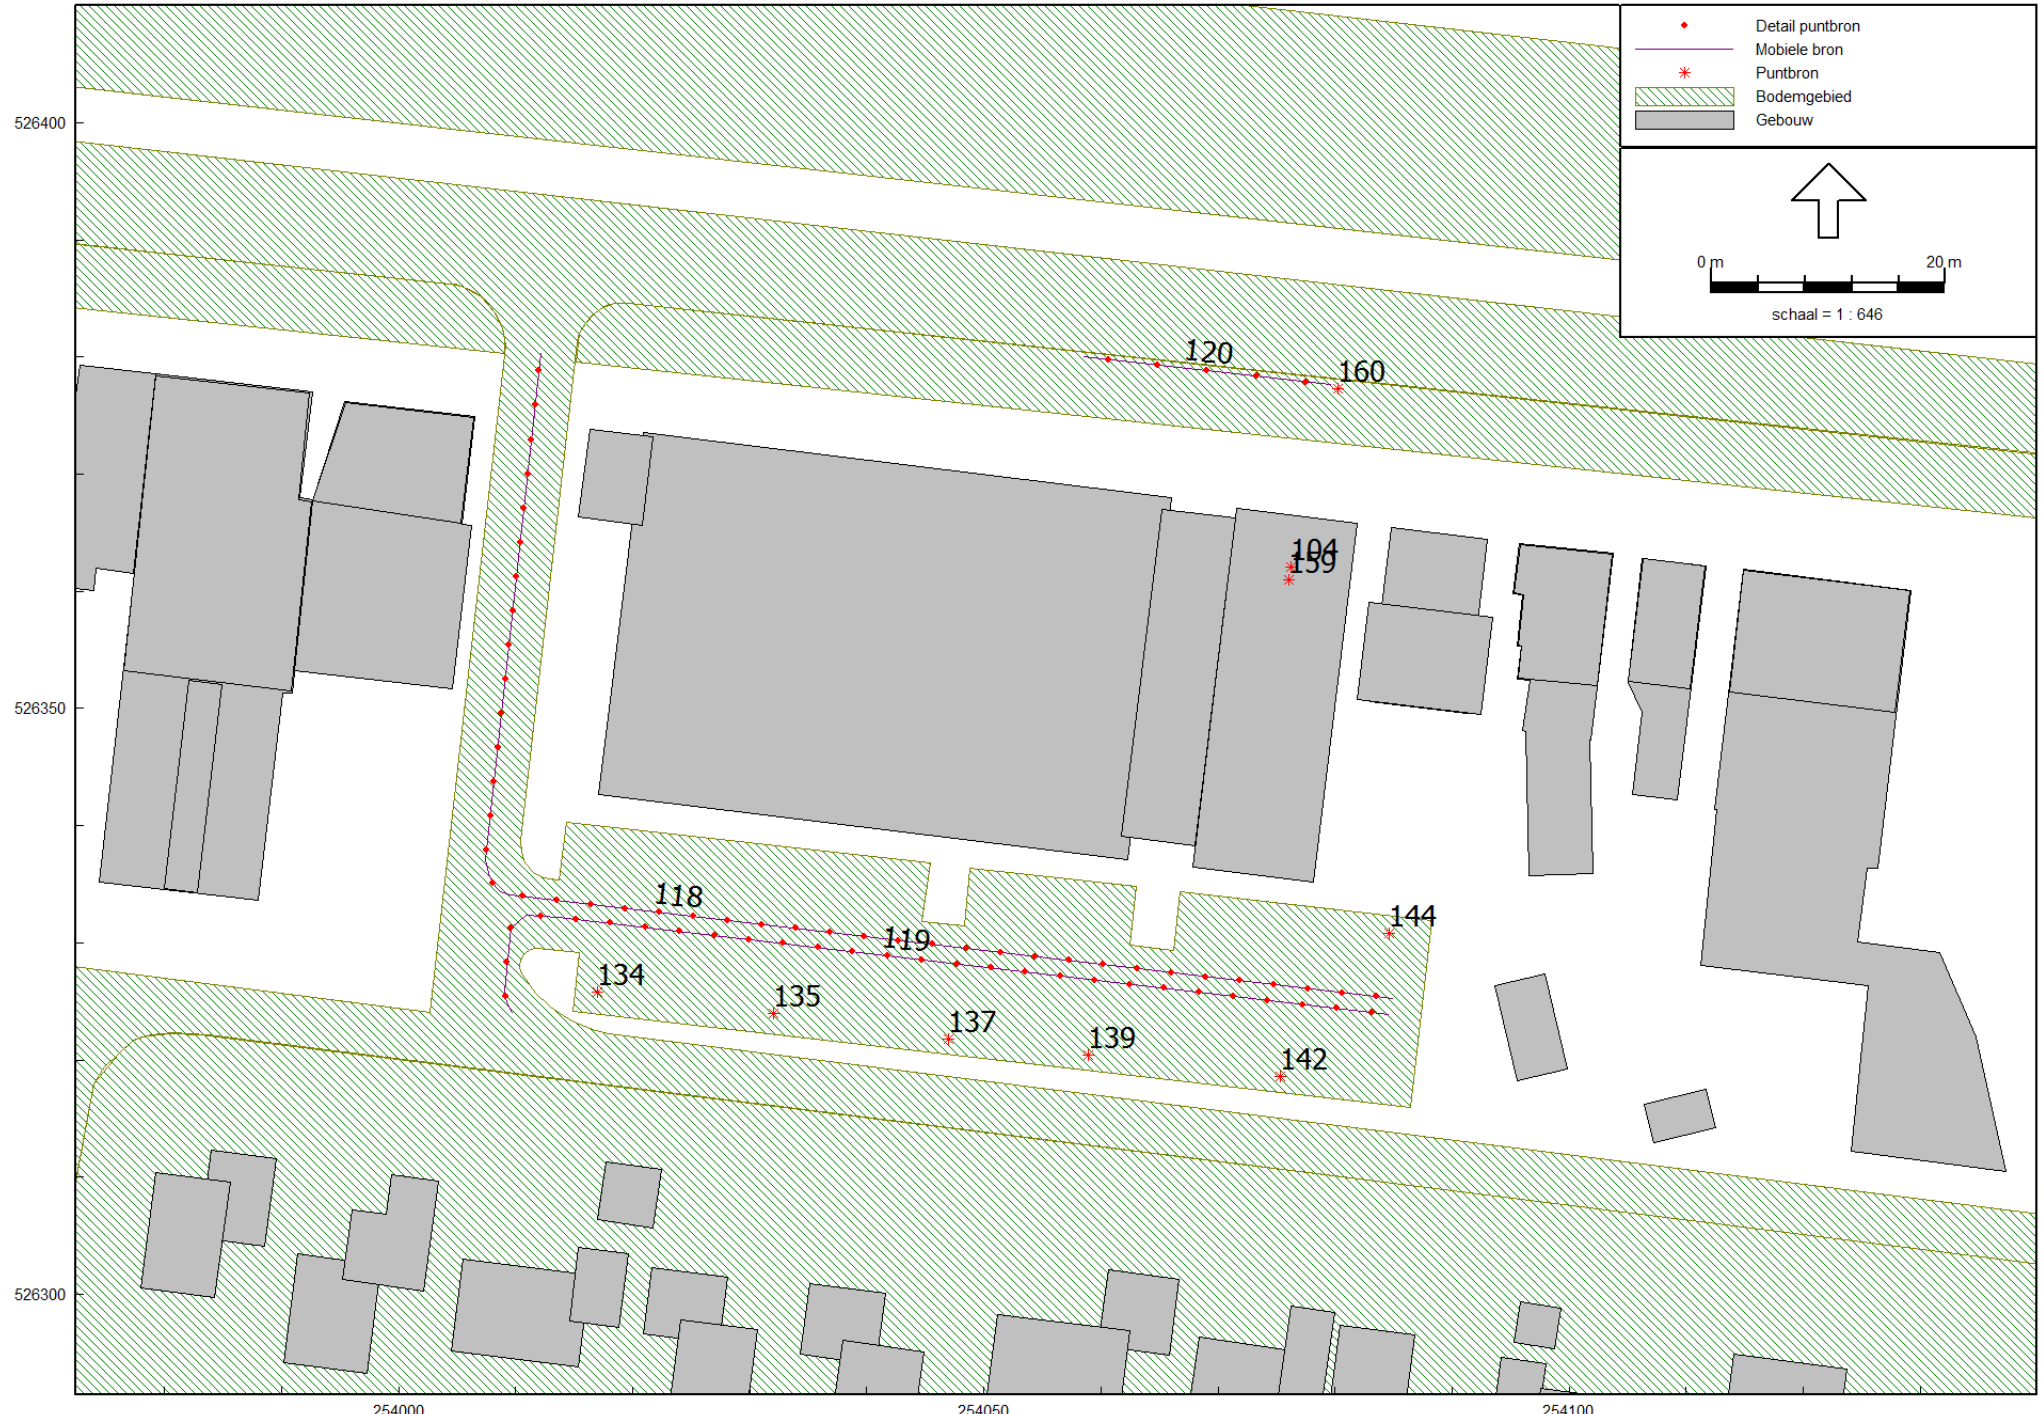 Detail puntbron
Mobiele bron
Puntbron
Bodemgebied
Gebouw
526400
0 m 20 m
schaal = 1 : 646
120
160
104
159
526350
118
119
144
134
135
137
139
142
526300
254000 254050 254100